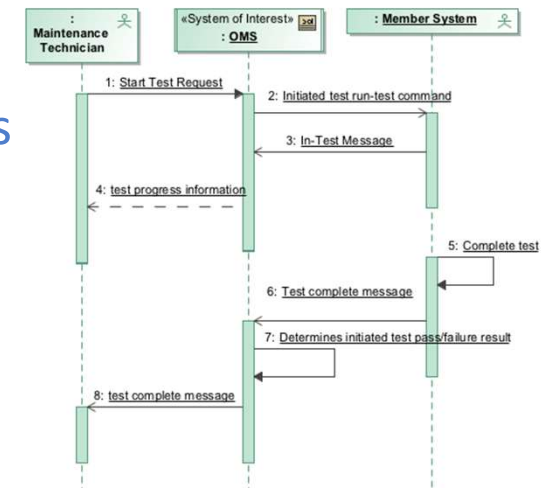 :
Maintenance
Technician
«System of Interest»
: OMS
: Member System
1: Start Test Request
2: Initiated test run-test command
3: In-Test Message
s
4: test progress information
5: Complete test
6: Test complete message
7: Determines initiated test pass/failure result
8: test complete message